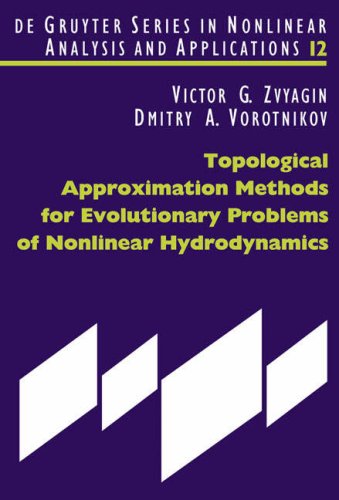 DE GRUYTER SERIES IN NONLINEAR
ANALYSIS AND APPLICATIONS 12
VICTOR G. ZVYAGIN
DMITRY A. VOROTNIKOV
Topological
Approximation Methods
for Evolutionary Problems
of Nonlinear Hydrodynamics